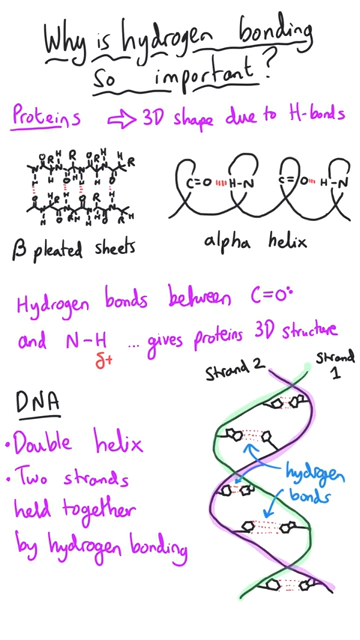 Why is hydrogen bonding
so important?
Proteins ⇨ 3D shape due to H-bonds
C=O H-N C=O H-N
β pleated sheets
alpha helix
Hydrogen bonds between C=O:
and N-H ... gives proteins 3D structure
δ+
Strand 2
Strand
1
DNA
• Double helix
• Two strands
held together
by hydrogen bonding
hydrogen
bonds